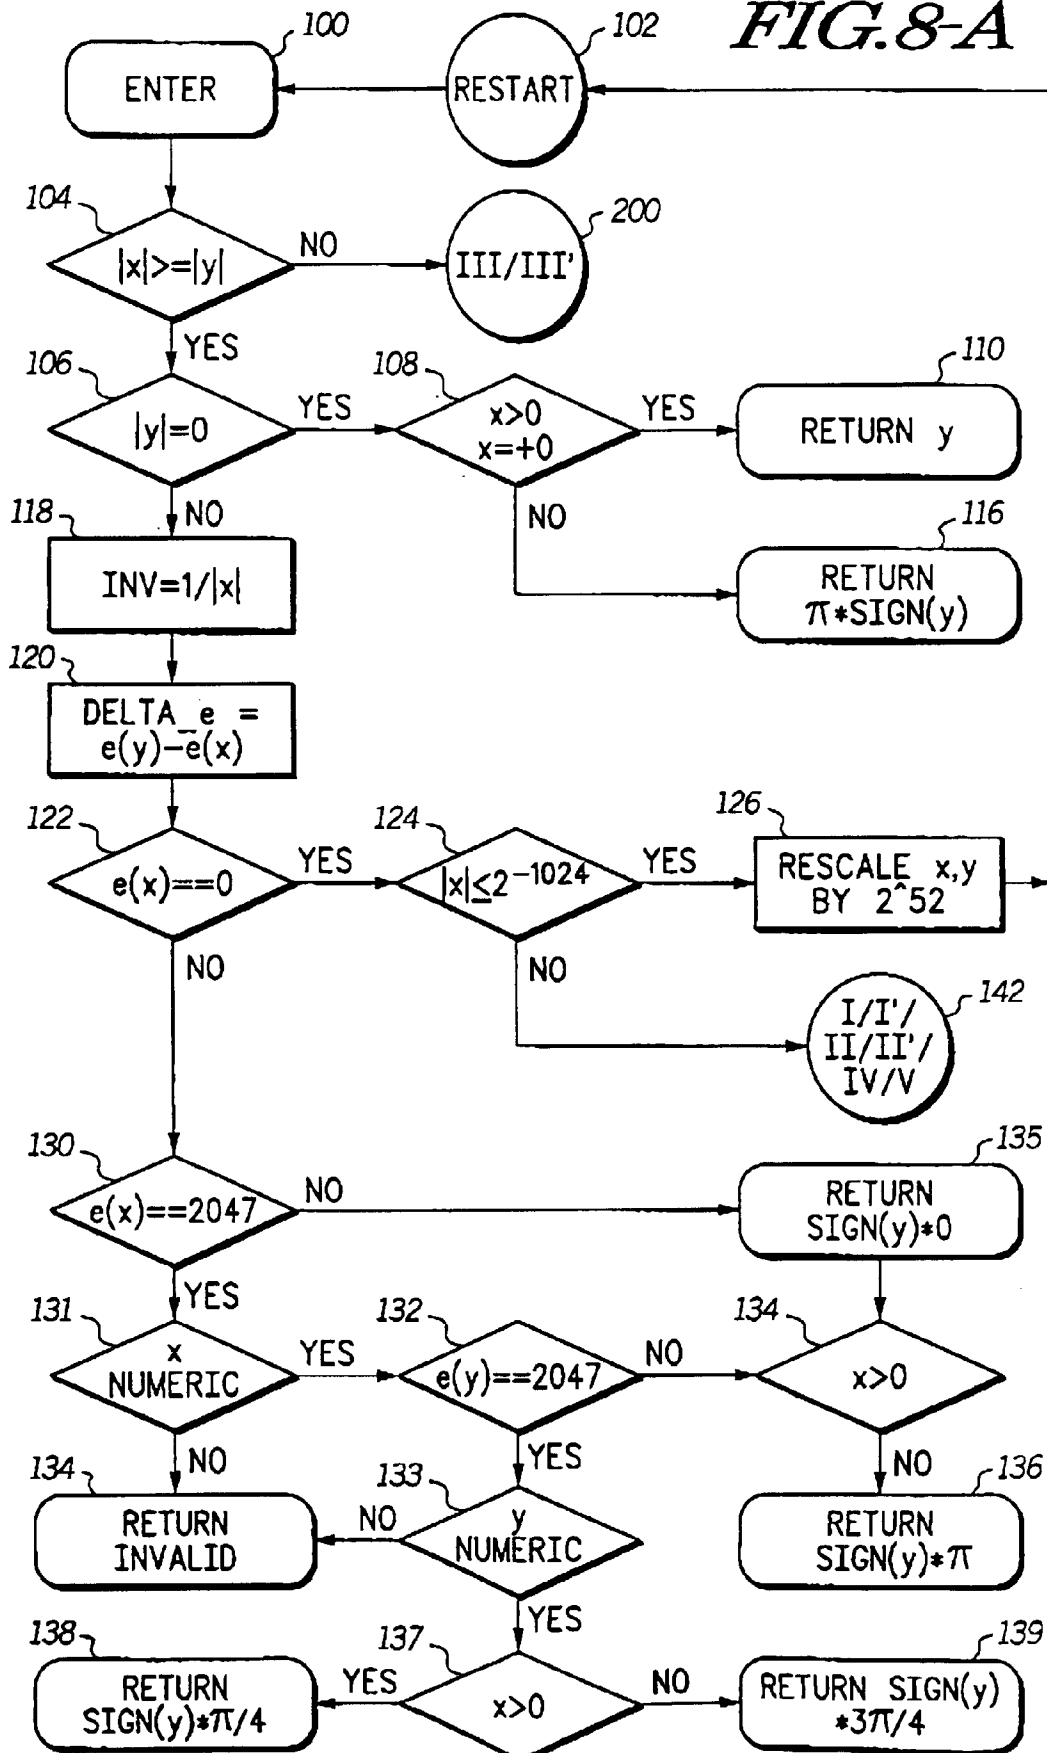 FIG.8-A
100
102
ENTER
RESTART
104
200
|x|>=|y|
NO
III/III'
YES
106
108
110
|y|=0
YES
x>0
x=+0
YES
RETURN y
118
NO
NO
116
INV=1/|x|
RETURN
π*SIGN(y)
120
DELTA_e =
e(y)-e(x)
122
124
126
e(x)==0
YES
|x|≤2^-1024
YES
RESCALE x,y
BY 2^52
NO
NO
142
I/I'/
II/II'/
IV/V
130
135
e(x)==2047
NO
RETURN
SIGN(y)*0
YES
131
132
134
x
NUMERIC
YES
e(y)==2047
NO
x>0
NO
YES
NO
134
133
136
RETURN
INVALID
NO
y
NUMERIC
RETURN
SIGN(y)*π
YES
138
137
139
RETURN
SIGN(y)*π/4
YES
x>0
NO
RETURN SIGN(y)
*3π/4